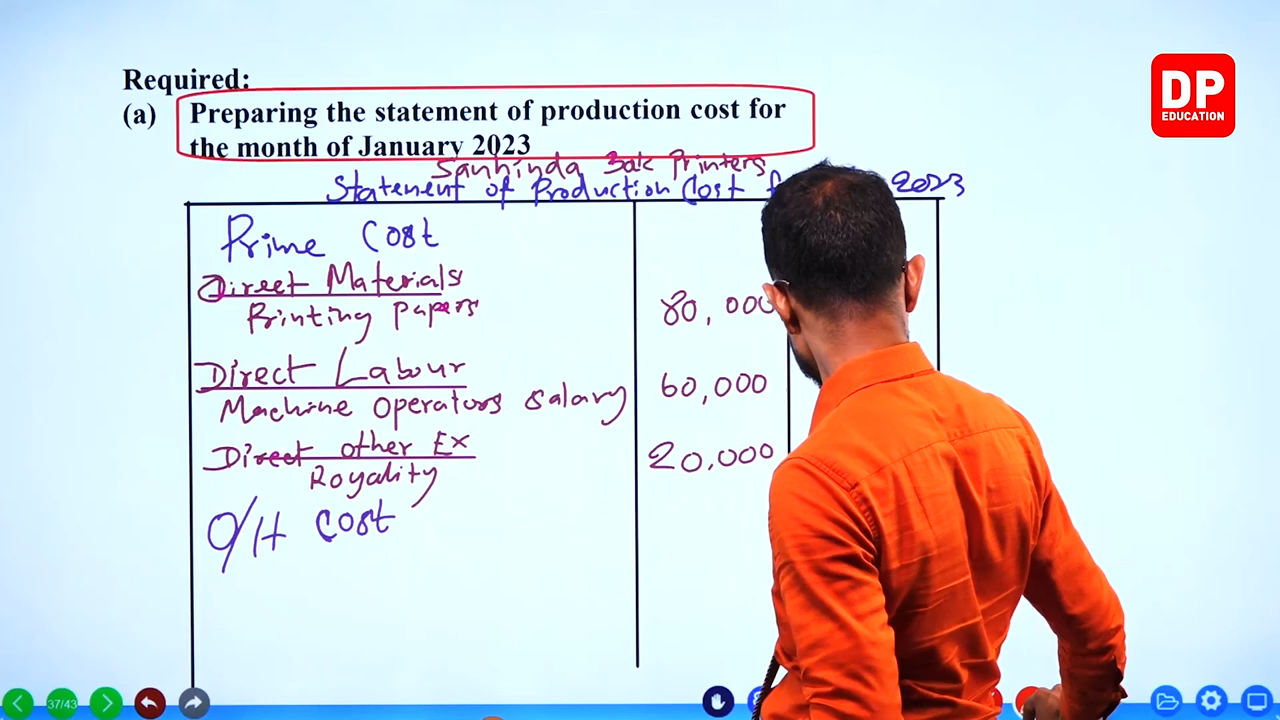 Required:
(a) Preparing the statement of production cost for
the month of January 2023
DP
EDUCATION
Sanhinda Printers
Statement of Production Cost 2023
Prime Cost
Direct Materials
Printing Papers 80,000
Direct Labour
Machine Operators salary 60,000
Direct other Ex
Royality 20,000
O/H Cost
37/43